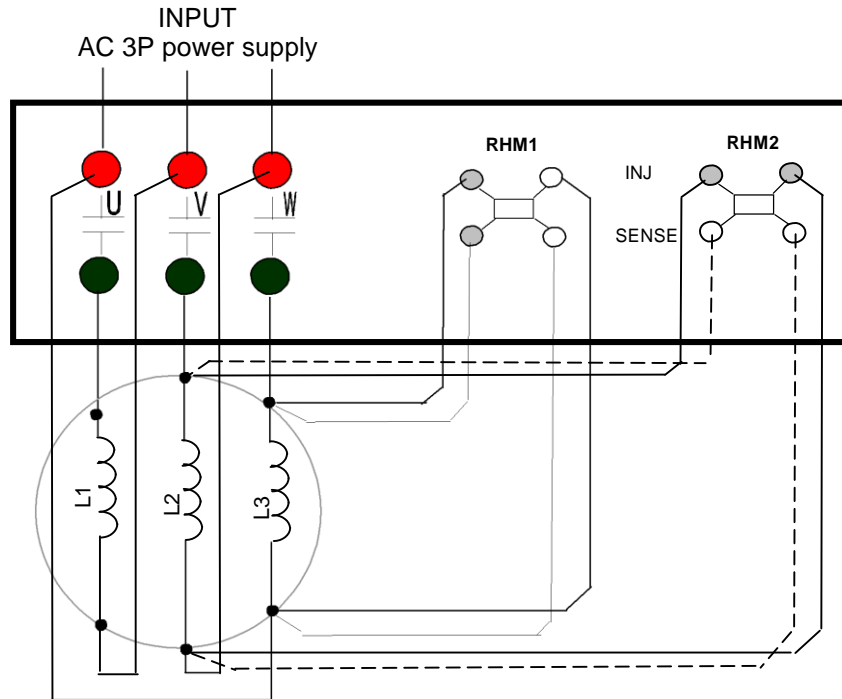 INPUT
AC 3P power supply
RHM1
RHM2
INJ
U
V
W
SENSE
L1
L2
L3